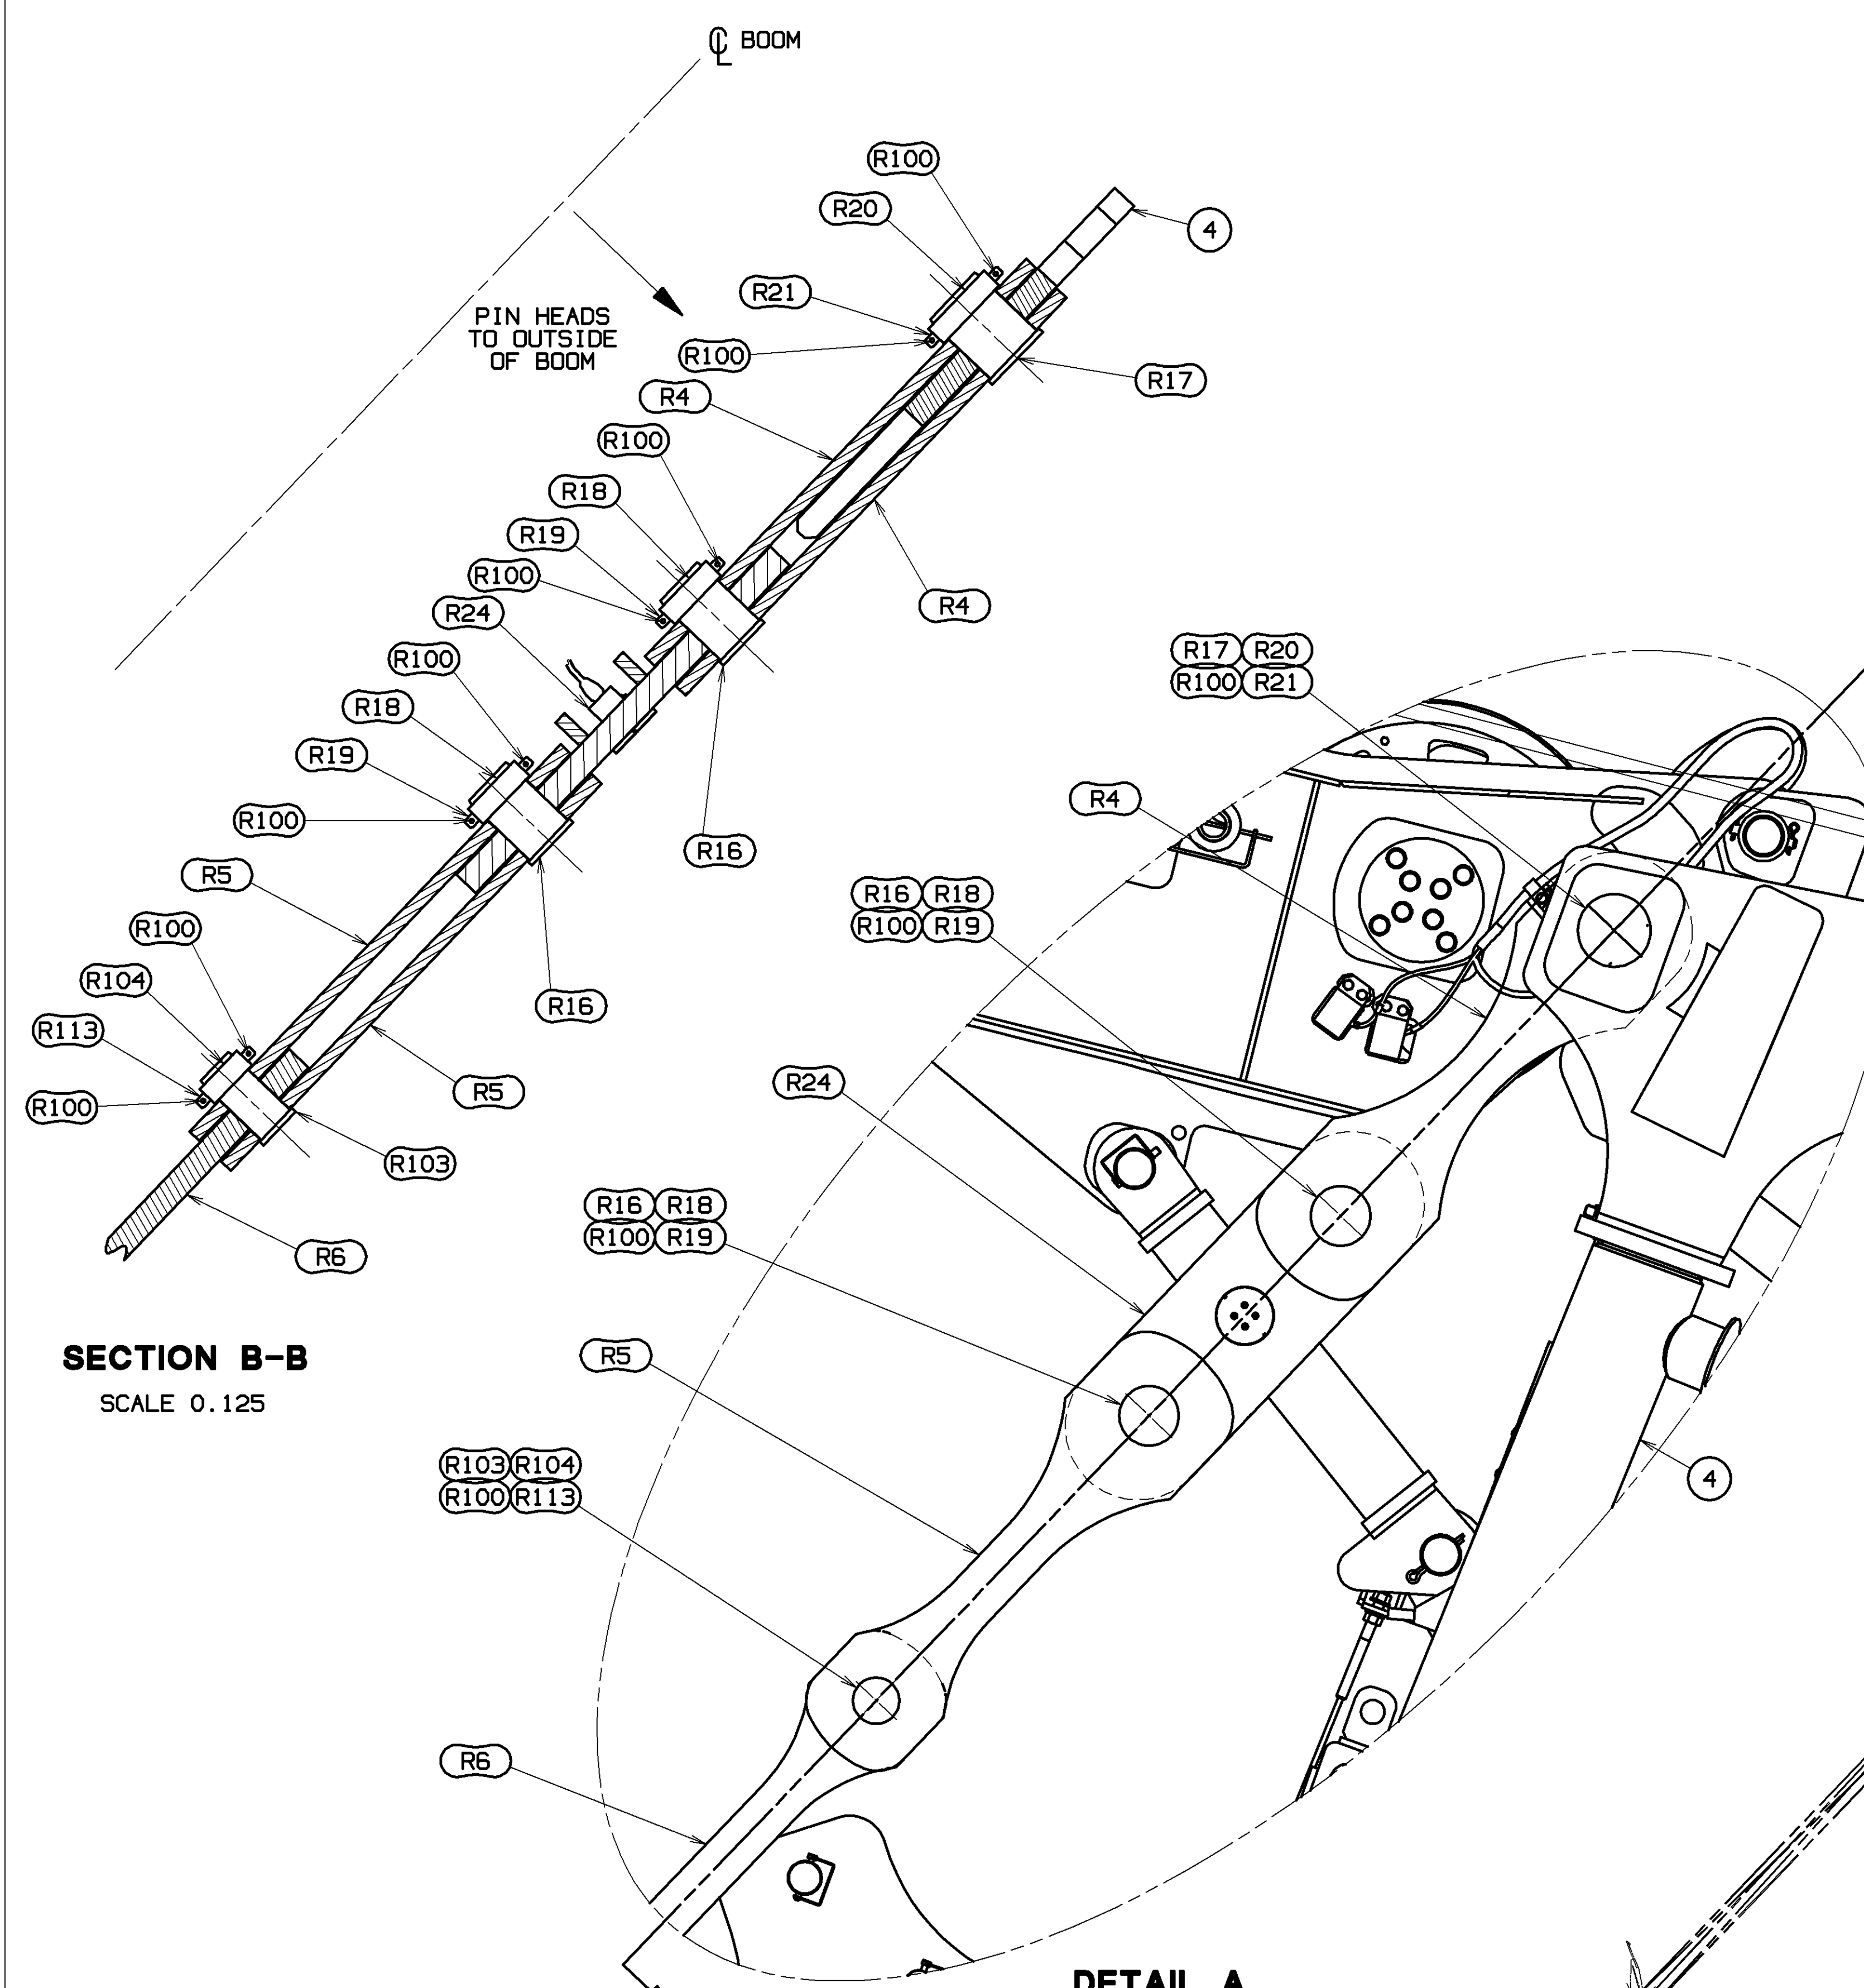 ℄ BOOM
R100
R20
4
R21
PIN HEADS
TO OUTSIDE
OF BOOM
R100
R17
R4
R100
R18
R19
R100
R4
R24
R100
R18
R19
R100
R16
R5
R100
R104
R16
R113
R5
R100
R103
R6
SECTION B-B
SCALE 0.125
R17 R20
R100 R21
R4
R16 R18
R100 R19
R24
R16 R18
R100 R19
R5
R103 R104
R100 R113
4
R6
DETAIL A